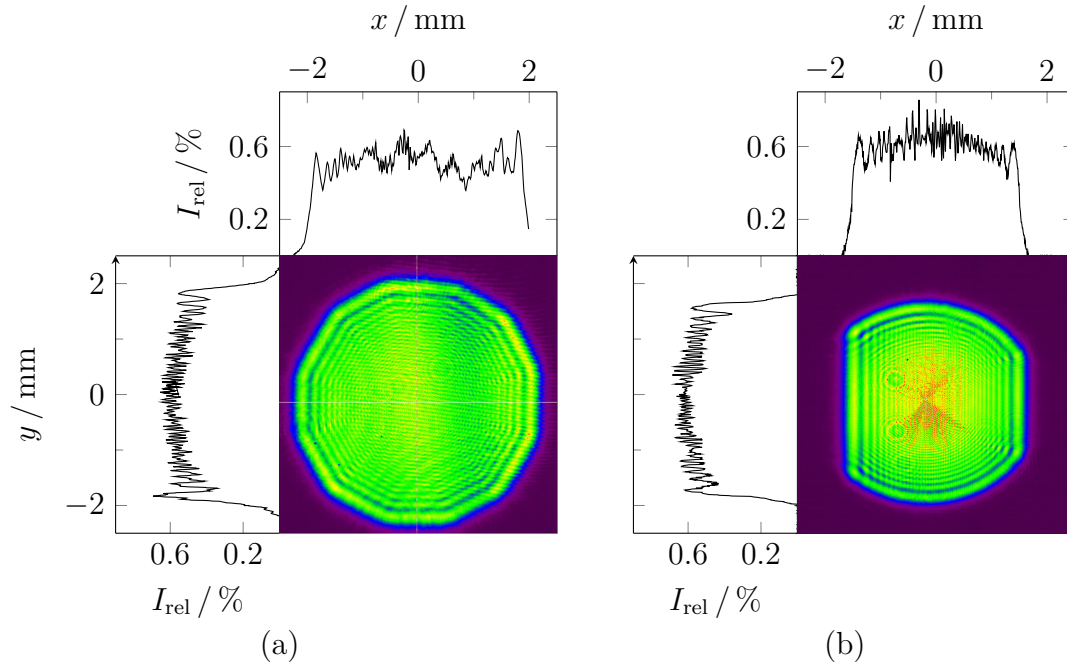 x / mm
−2 0 2
I_rel / %
0.6
0.2
y / mm
2
0
−2
0.6 0.2
I_rel / %
(a)
x / mm
−2 0 2
0.6
0.2
0.6 0.2
I_rel / %
(b)